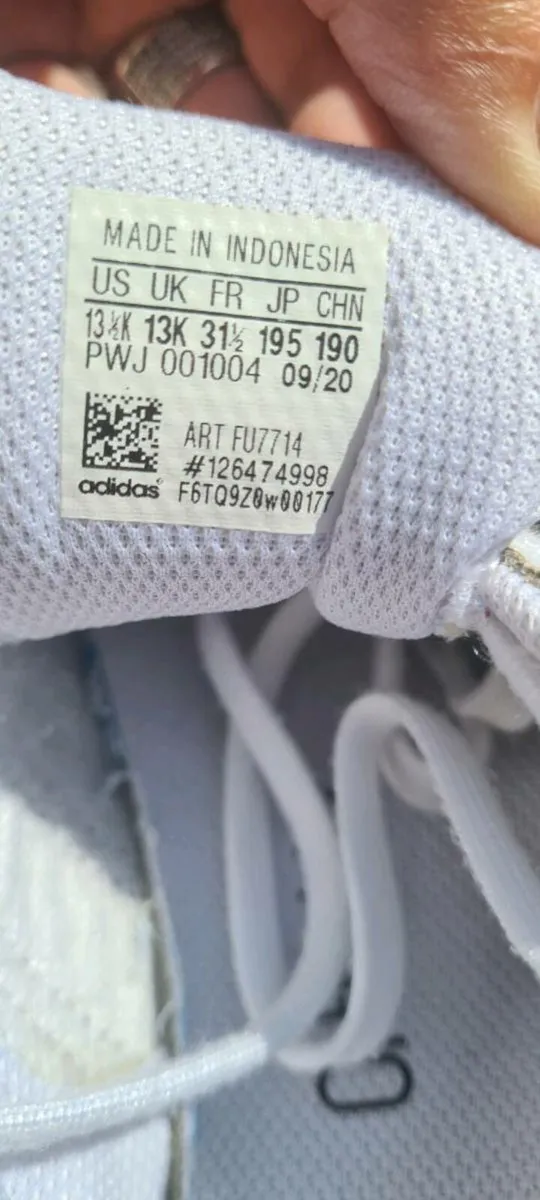 MADE IN INDONESIA
US UK FR JP CHN
13½K 13K 31½ 195 190
PWJ 001004 09/20
ART FU7714
#126474998
adidas® F6TQ9Z0w00177